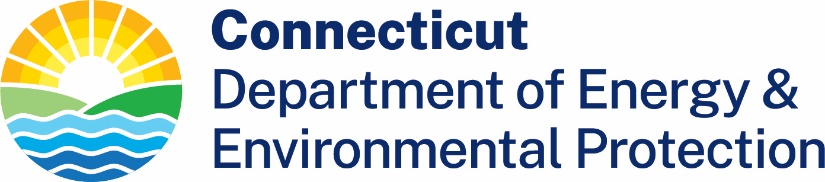 Connecticut
Department of Energy &
Environmental Protection